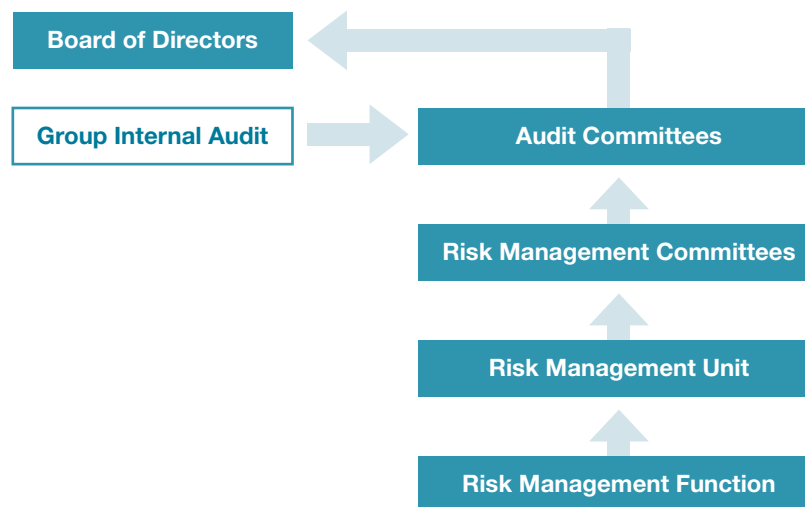 Board of Directors
Group Internal Audit
Audit Committees
Risk Management Committees
Risk Management Unit
Risk Management Function